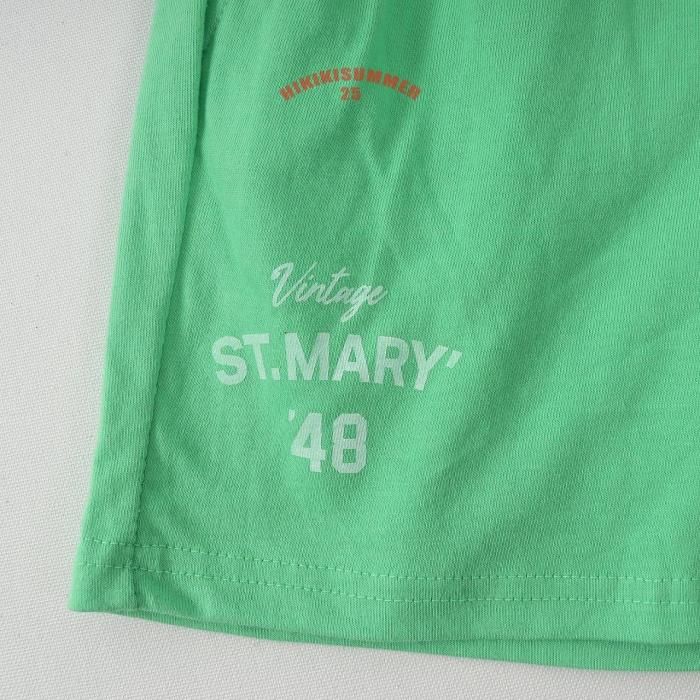 HIKIKISUMMER
25
Vintage
ST.MARY'
'48